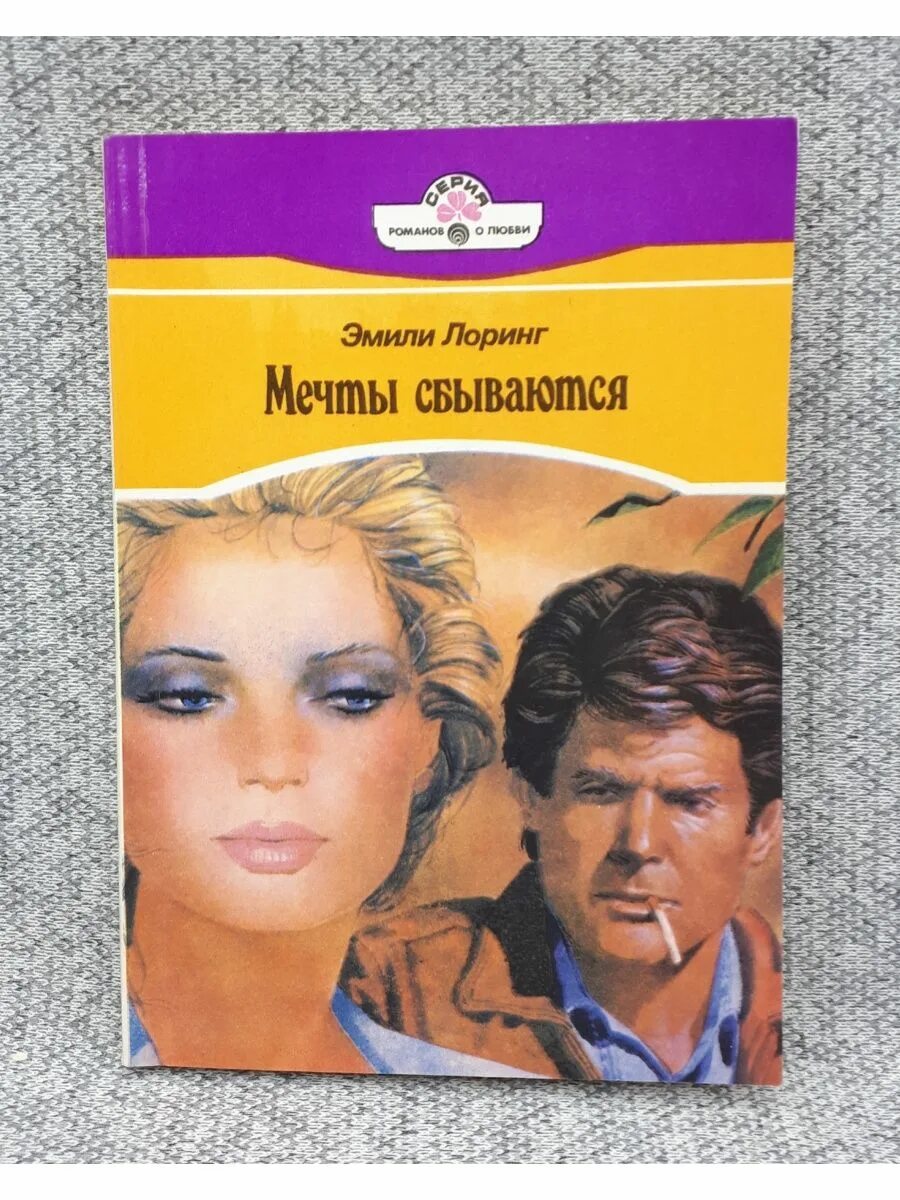 СЕРИЯ
РОМАНОВ О ЛЮБВИ
Эмили Лоринг
Мечты сбываются